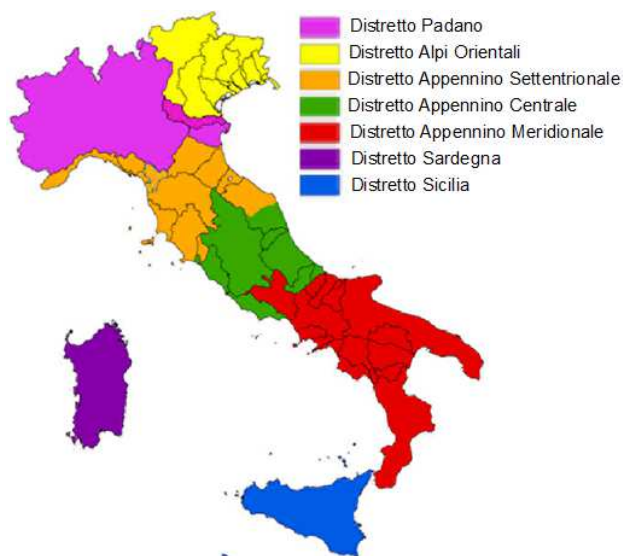 Distretto Padano
Distretto Alpi Orientali
Distretto Appennino Settentrionale
Distretto Appennino Centrale
Distretto Appennino Meridionale
Distretto Sardegna
Distretto Sicilia